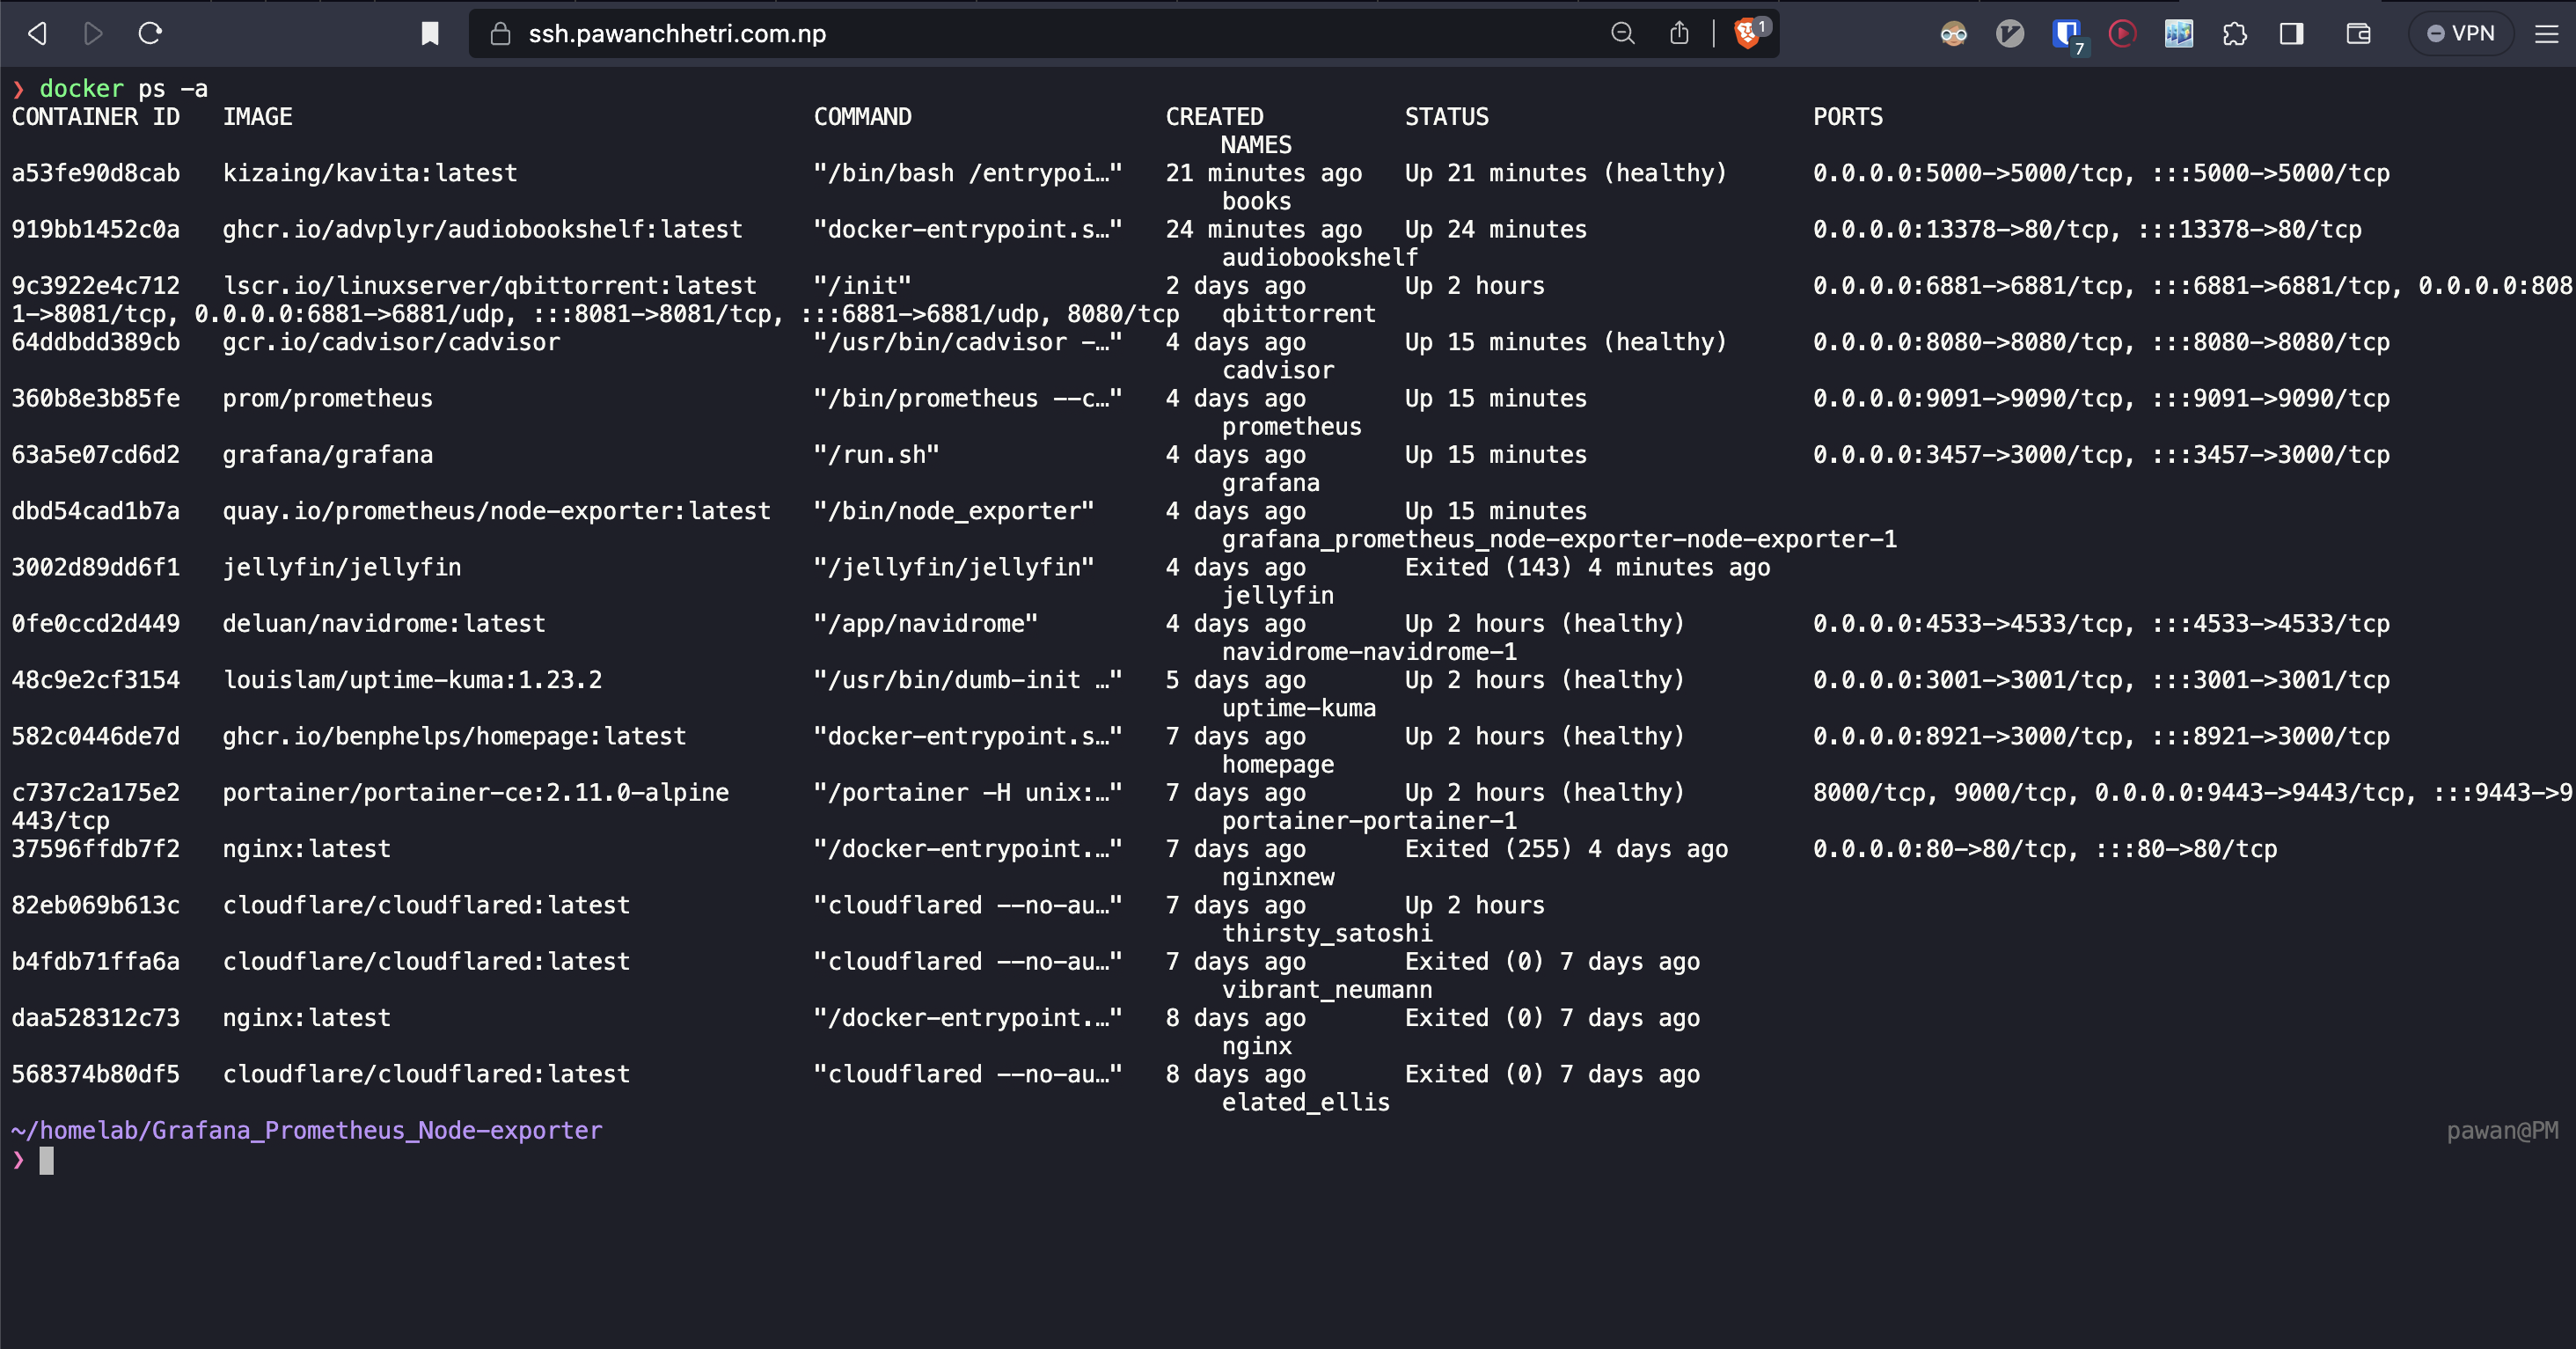 ssh.pawanchhetri.com.np
1
7
VPN
❯ docker ps -a
CONTAINER ID   IMAGE   COMMAND   CREATED   STATUS   PORTS
NAMES
a53fe90d8cab   kizaing/kavita:latest   "/bin/bash /entrypoi…"   21 minutes ago   Up 21 minutes (healthy)   0.0.0.0:5000->5000/tcp, :::5000->5000/tcp
books
919bb1452c0a   ghcr.io/advplyr/audiobookshelf:latest   "docker-entrypoint.s…"   24 minutes ago   Up 24 minutes   0.0.0.0:13378->80/tcp, :::13378->80/tcp
audiobookshelf
9c3922e4c712   lscr.io/linuxserver/qbittorrent:latest   "/init"   2 days ago   Up 2 hours   0.0.0.0:6881->6881/tcp, :::6881->6881/tcp, 0.0.0.0:808
1->8081/tcp, 0.0.0.0:6881->6881/udp, :::8081->8081/tcp, :::6881->6881/udp, 8080/tcp   qbittorrent
64ddbdd389cb   gcr.io/cadvisor/cadvisor   "/usr/bin/cadvisor -…"   4 days ago   Up 15 minutes (healthy)   0.0.0.0:8080->8080/tcp, :::8080->8080/tcp
cadvisor
360b8e3b85fe   prom/prometheus   "/bin/prometheus --c…"   4 days ago   Up 15 minutes   0.0.0.0:9091->9090/tcp, :::9091->9090/tcp
prometheus
63a5e07cd6d2   grafana/grafana   "/run.sh"   4 days ago   Up 15 minutes   0.0.0.0:3457->3000/tcp, :::3457->3000/tcp
grafana
dbd54cad1b7a   quay.io/prometheus/node-exporter:latest   "/bin/node_exporter"   4 days ago   Up 15 minutes
grafana_prometheus_node-exporter-node-exporter-1
3002d89dd6f1   jellyfin/jellyfin   "/jellyfin/jellyfin"   4 days ago   Exited (143) 4 minutes ago
jellyfin
0fe0ccd2d449   deluan/navidrome:latest   "/app/navidrome"   4 days ago   Up 2 hours (healthy)   0.0.0.0:4533->4533/tcp, :::4533->4533/tcp
navidrome-navidrome-1
48c9e2cf3154   louislam/uptime-kuma:1.23.2   "/usr/bin/dumb-init …"   5 days ago   Up 2 hours (healthy)   0.0.0.0:3001->3001/tcp, :::3001->3001/tcp
uptime-kuma
582c0446de7d   ghcr.io/benphelps/homepage:latest   "docker-entrypoint.s…"   7 days ago   Up 2 hours (healthy)   0.0.0.0:8921->3000/tcp, :::8921->3000/tcp
homepage
c737c2a175e2   portainer/portainer-ce:2.11.0-alpine   "/portainer -H unix:…"   7 days ago   Up 2 hours (healthy)   8000/tcp, 9000/tcp, 0.0.0.0:9443->9443/tcp, :::9443->9
443/tcp   portainer-portainer-1
37596ffdb7f2   nginx:latest   "/docker-entrypoint.…"   7 days ago   Exited (255) 4 days ago   0.0.0.0:80->80/tcp, :::80->80/tcp
nginxnew
82eb069b613c   cloudflare/cloudflared:latest   "cloudflared --no-au…"   7 days ago   Up 2 hours
thirsty_satoshi
b4fdb71ffa6a   cloudflare/cloudflared:latest   "cloudflared --no-au…"   7 days ago   Exited (0) 7 days ago
vibrant_neumann
daa528312c73   nginx:latest   "/docker-entrypoint.…"   8 days ago   Exited (0) 7 days ago
nginx
568374b80df5   cloudflare/cloudflared:latest   "cloudflared --no-au…"   8 days ago   Exited (0) 7 days ago
elated_ellis
~/homelab/Grafana_Prometheus_Node-exporter   pawan@PM
❯